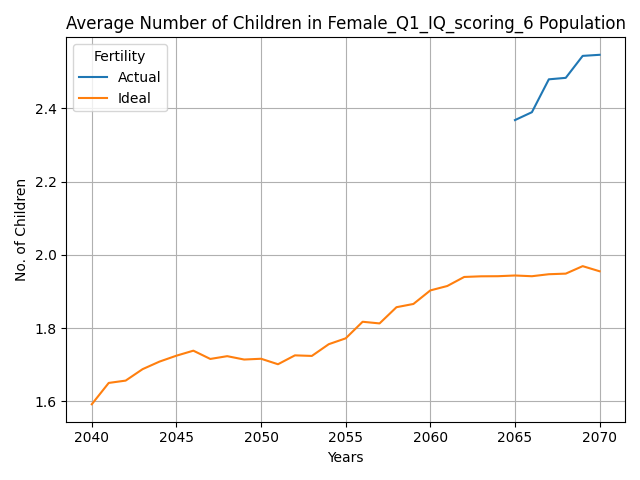 Average Number of Children in Female_Q1_IQ_scoring_6 Population
Fertility
Actual
Ideal
No. of Children
2.4
2.2
2.0
1.8
1.6
2040 2045 2050 2055 2060 2065 2070
Years